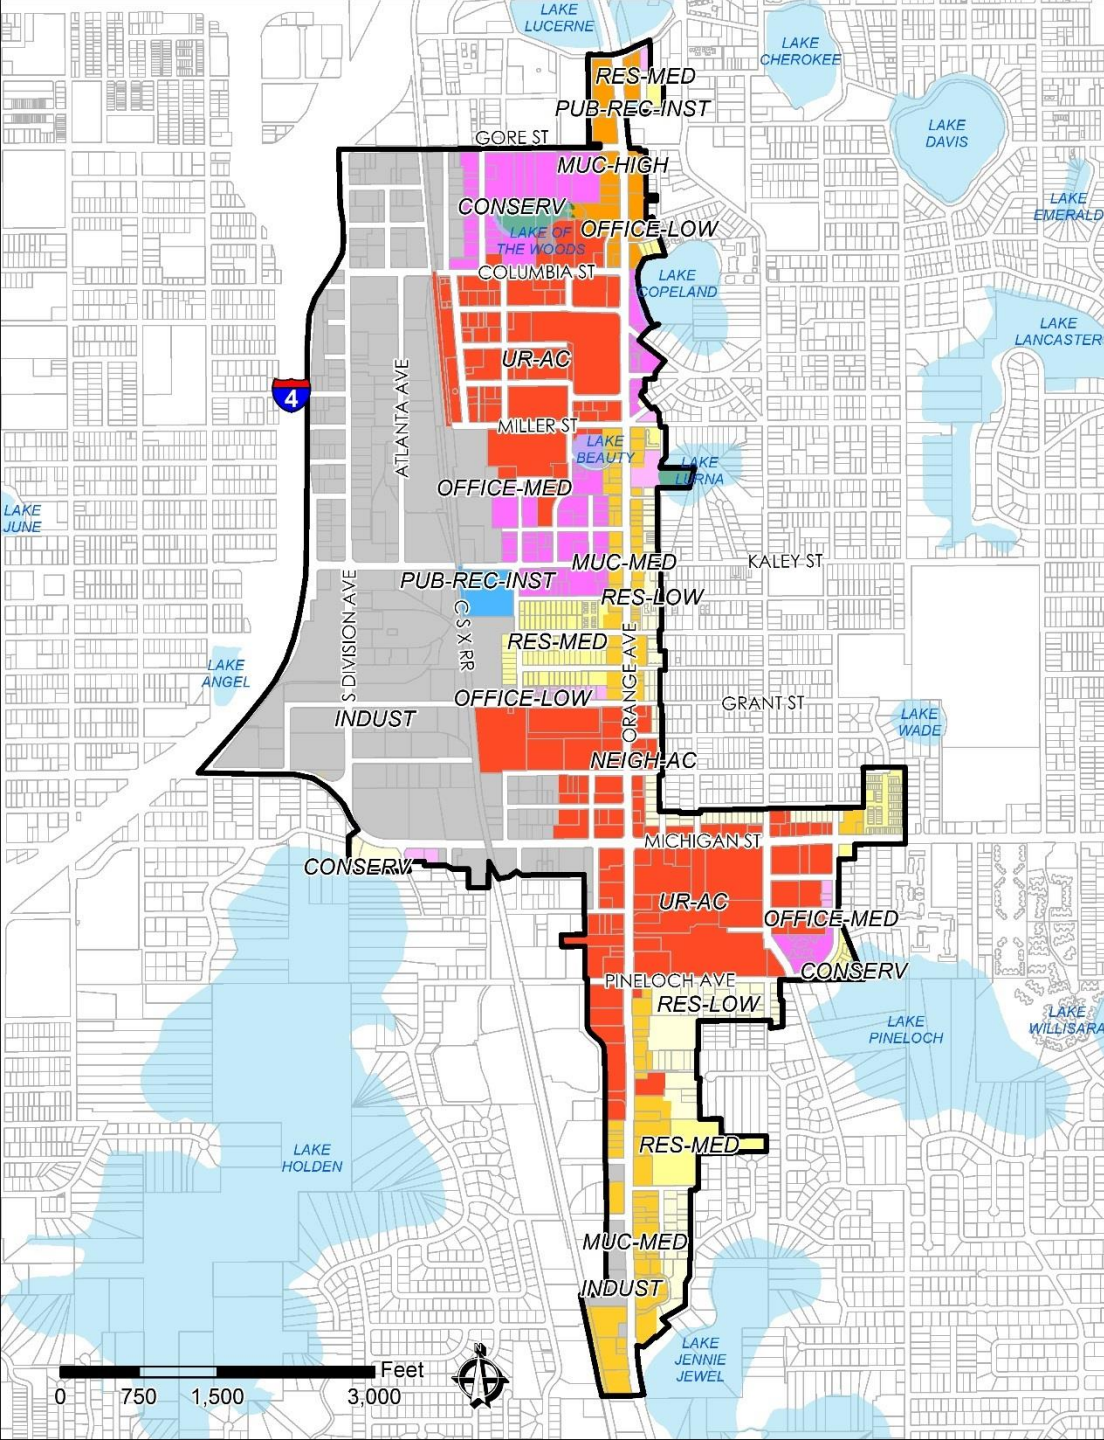 LAKE
LUCERNE
LAKE
CHEROKEE
RES-MED
PUB-REC-INST
LAKE
DAVIS
GORE ST
MUC-HIGH
CONSERV
LAKE
EMERALD
OFFICE-LOW
LAKE OF
THE WOODS
COLUMBIA ST
LAKE
COPELAND
LAKE
LANCASTER
UR-AC
4
ATLANTA AVE
MILLER ST
LAKE
BEAUTY
LAKE
LURNA
OFFICE-MED
LAKE
JUNE
MUC-MED
KALEY ST
PUB-REC-INST
RES-LOW
S DIVISION AVE
C S X RR
RES-MED
ORANGE AVE
LAKE
ANGEL
OFFICE-LOW
GRANT ST
INDUST
LAKE
WADE
NEIGH-AC
MICHIGAN ST
CONSERV
UR-AC
OFFICE-MED
CONSERV
PINELOCH AVE
RES-LOW
LAKE
PINELOCH
LAKE
WILLISARA
LAKE
HOLDEN
RES-MED
MUC-MED
INDUST
LAKE
JENNIE
JEWEL
Feet
0 750 1,500 3,000
N